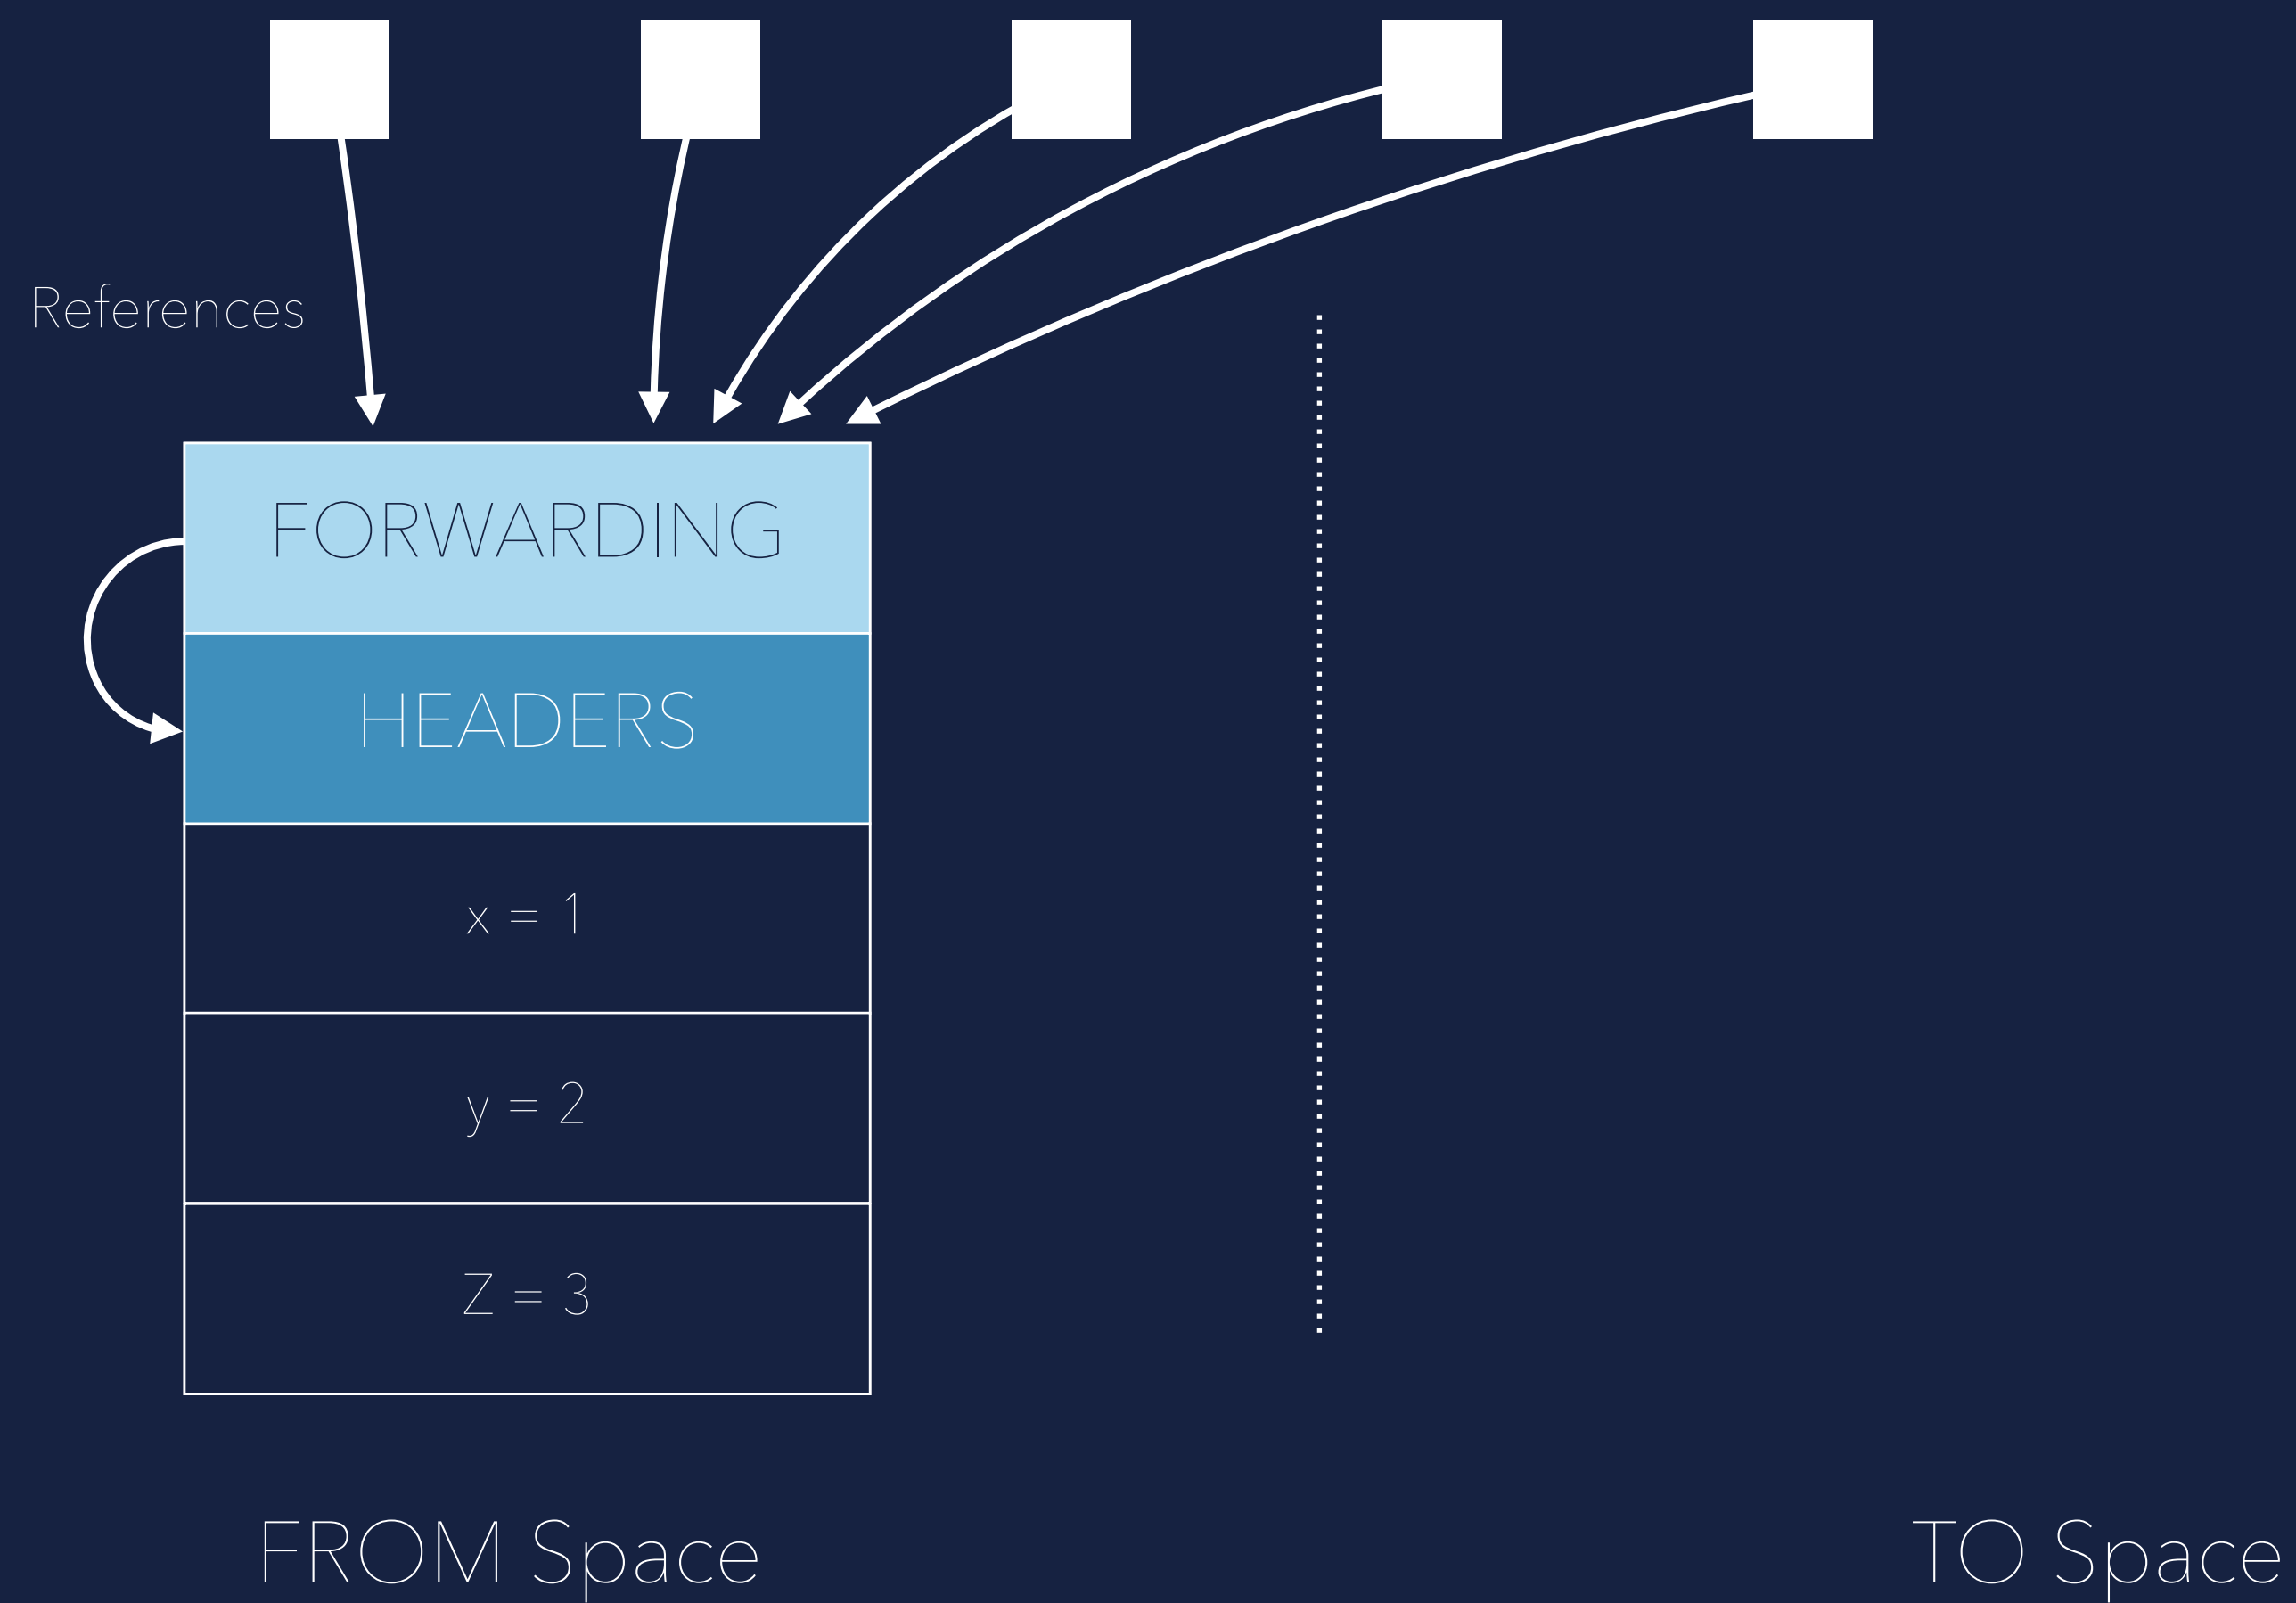 References
FORWARDING
HEADERS
x = 1
y = 2
Z = 3
FROM Space
TO Space